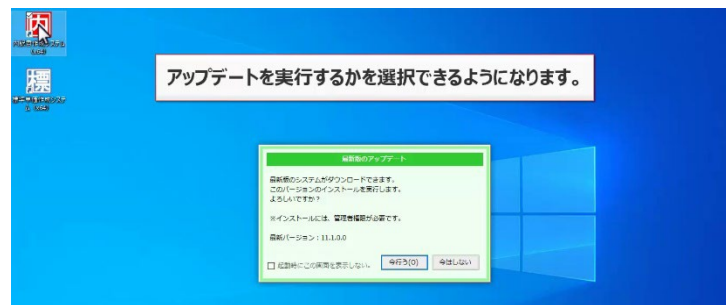 内
標
アップデートを実行するかを選択できるようになります。
最新版のアップデート
最新版のシステムがダウンロードできます。
このバージョンのインストールを実行します。
よろしいですか?
※インストールには、管理者権限が必要です。
最新バージョン:11.1.0.0
起動時にこの画面を表示しない。
今行う(O)
今はしない